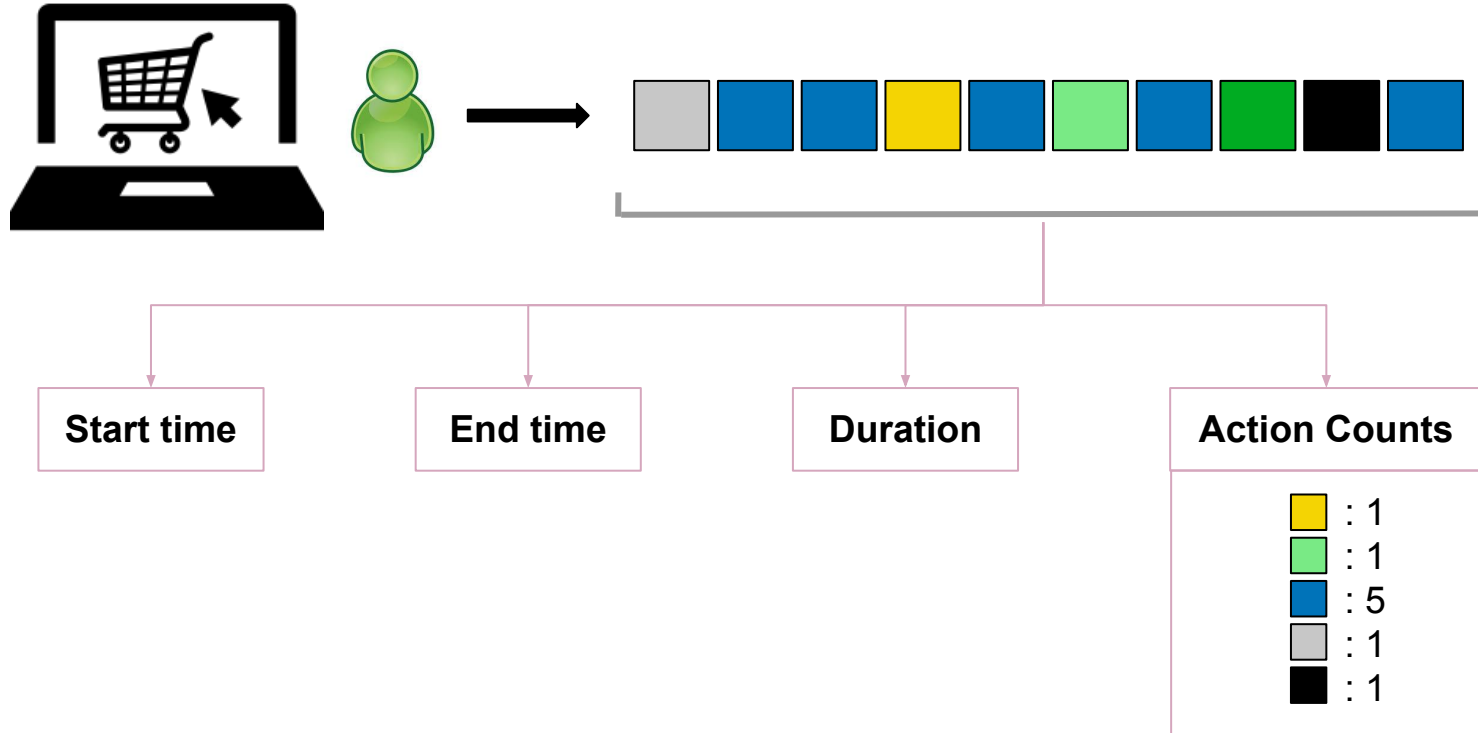 Start time
End time
Duration
Action Counts
: 1
: 1
: 5
: 1
: 1